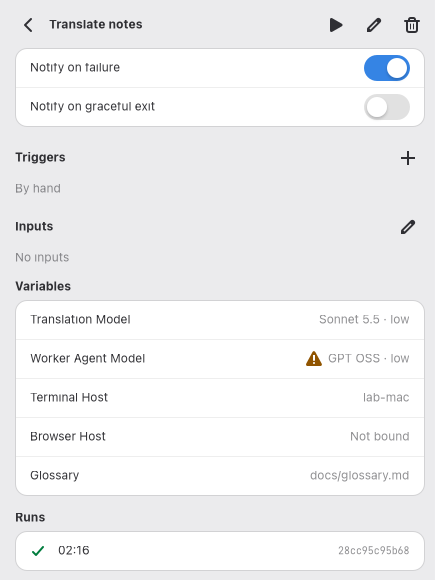 Translate notes
Notify on failure
Notify on graceful exit
Triggers
By hand
Inputs
No inputs
Variables
Translation Model Sonnet 5.5 · low
Worker Agent Model GPT OSS · low
Terminal Host lab-mac
Browser Host Not bound
Glossary docs/glossary.md
Runs
02:16 28cc95c95b68